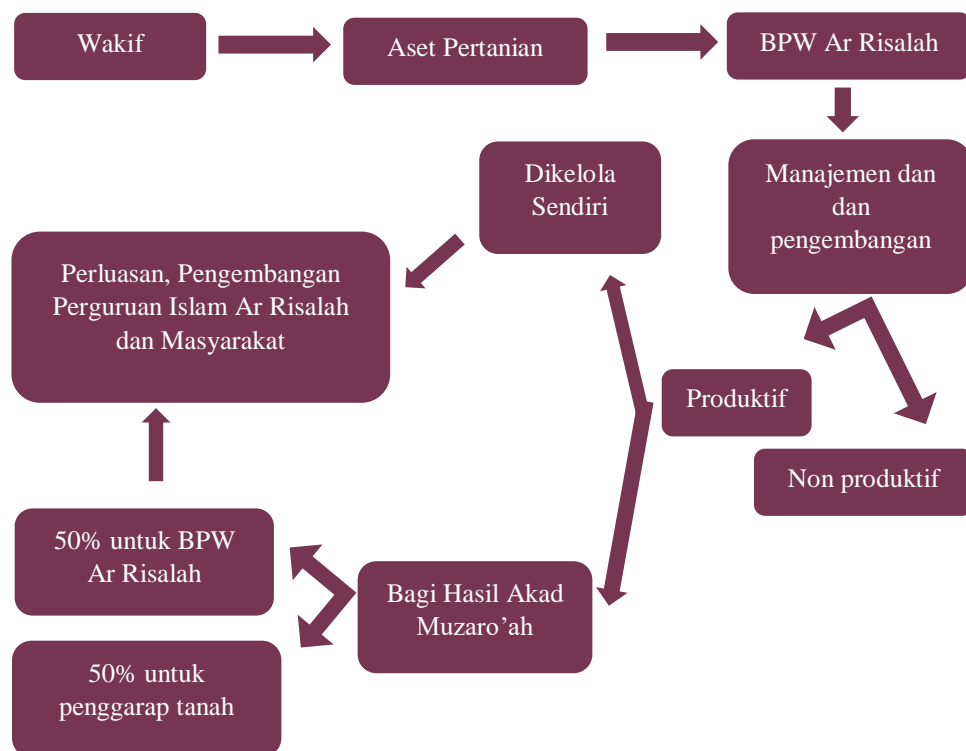 Wakif
Aset Pertanian
BPW Ar Risalah
Manajemen dan
dan
pengembangan
Dikelola
Sendiri
Perluasan, Pengembangan
Perguruan Islam Ar Risalah
dan Masyarakat
Produktif
Non produktif
50% untuk BPW
Ar Risalah
Bagi Hasil Akad
Muzaro’ah
50% untuk
penggarap tanah